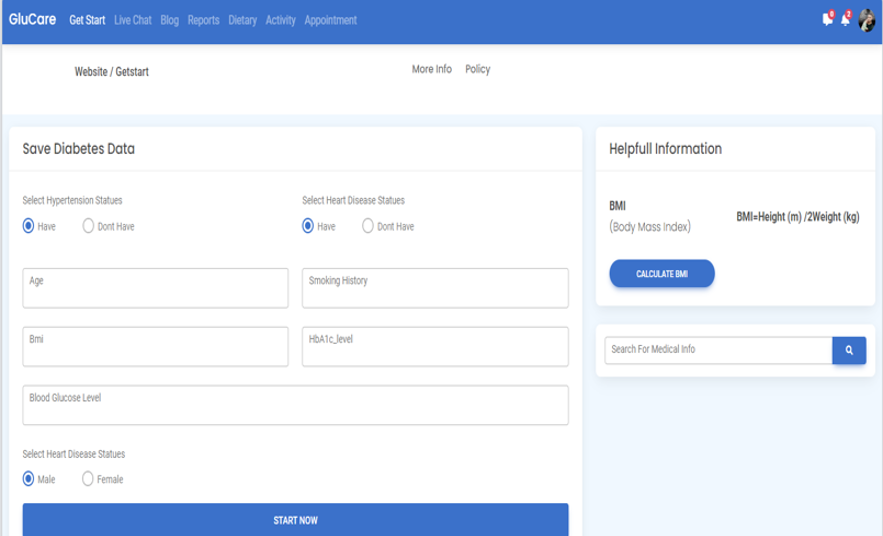 GluCare Get Start Live Chat Blog Reports Dietary Activity Appointment
Website / Getstart
More Info Policy
Save Diabetes Data
Select Hypertension Statues
Have Dont Have
Select Heart Disease Statues
Have Dont Have
Age
Smoking History
Bmi
HbA1c_level
Blood Glucose Level
Select Heart Disease Statues
Male Female
START NOW
Helpfull Information
BMI
(Body Mass Index)
BMI=Height (m) /2Weight (kg)
CALCULATE BMI
Search For Medical Info